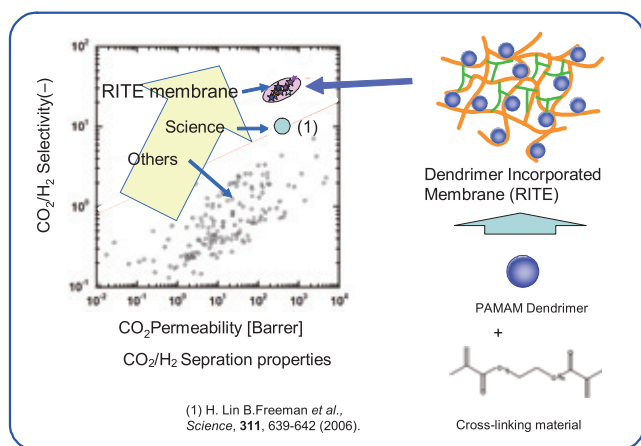 10²
10¹
10⁰
10⁻¹
10⁻²
10⁻¹
10⁰
10¹
10²
10³
10⁴
CO₂/H₂ Selectivity(−)
RITE membrane
Science
(1)
Others
CO₂Permeability [Barrer]
CO₂/H₂ Sepration properties
(1) H. Lin B.Freeman et al.,
Science, 311, 639-642 (2006).
Dendrimer Incorporated
Membrane (RITE)
PAMAM Dendrimer
+
Cross-linking material